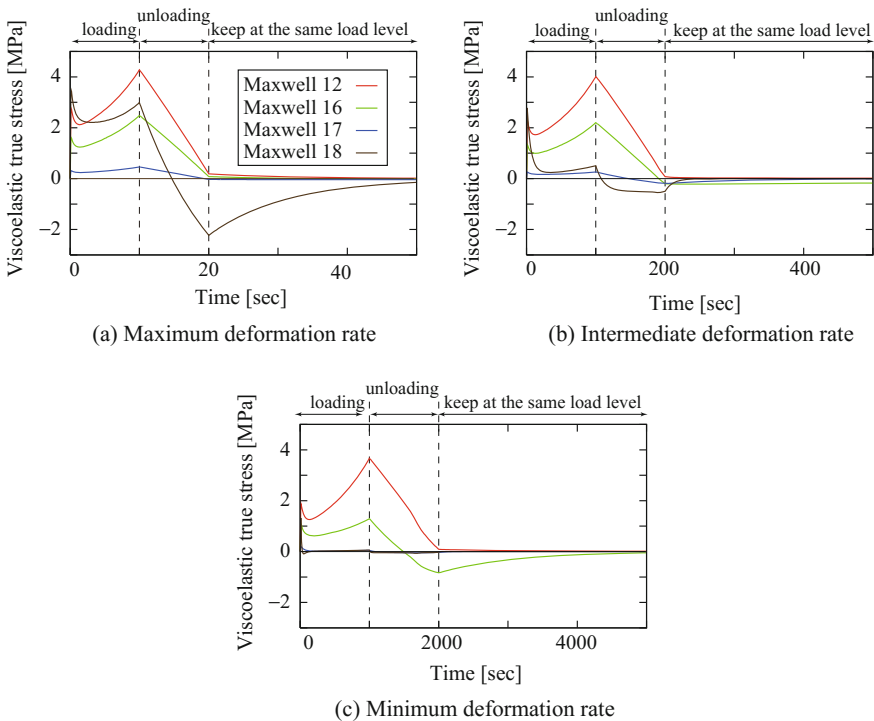 unloading
loading
keep at the same load level
Viscoelastic true stress [MPa]
4
2
0
−2
Maxwell 12
Maxwell 16
Maxwell 17
Maxwell 18
0
20
40
Time [sec]
(a) Maximum deformation rate
unloading
loading
keep at the same load level
Viscoelastic true stress [MPa]
4
2
0
−2
0
200
400
Time [sec]
(b) Intermediate deformation rate
unloading
loading
keep at the same load level
Viscoelastic true stress [MPa]
4
2
0
−2
0
2000
4000
Time [sec]
(c) Minimum deformation rate